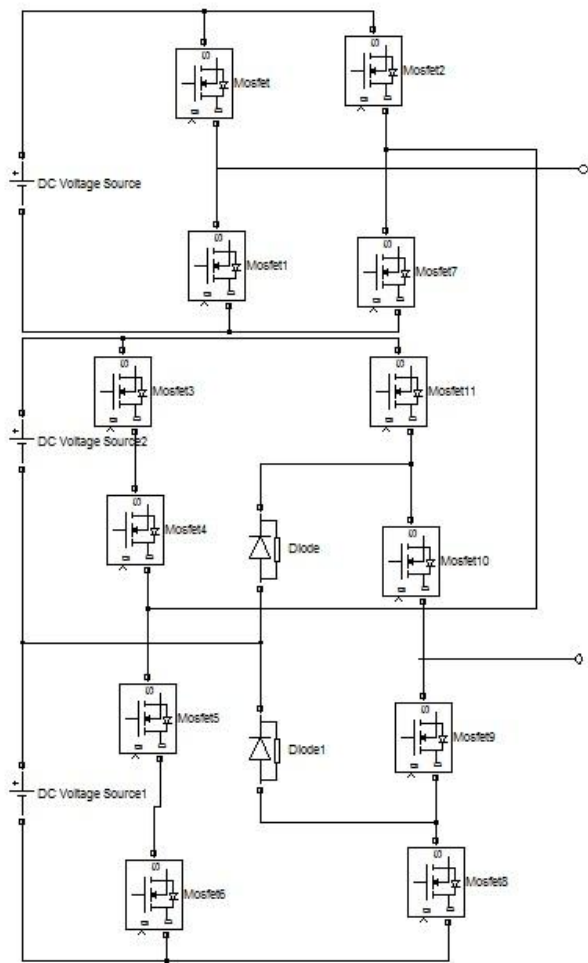 S
S
Mosfet
Mosfet2
+
DC Voltage Source
S
S
Mosfet1
Mosfet7
S
S
Mosfet3
Mosfet11
+
DC Voltage Source2
S
S
Mosfet4
Diode
Mosfet10
S
S
Mosfet5
Diode1
Mosfet9
+
DC Voltage Source1
S
S
Mosfet6
Mosfet8